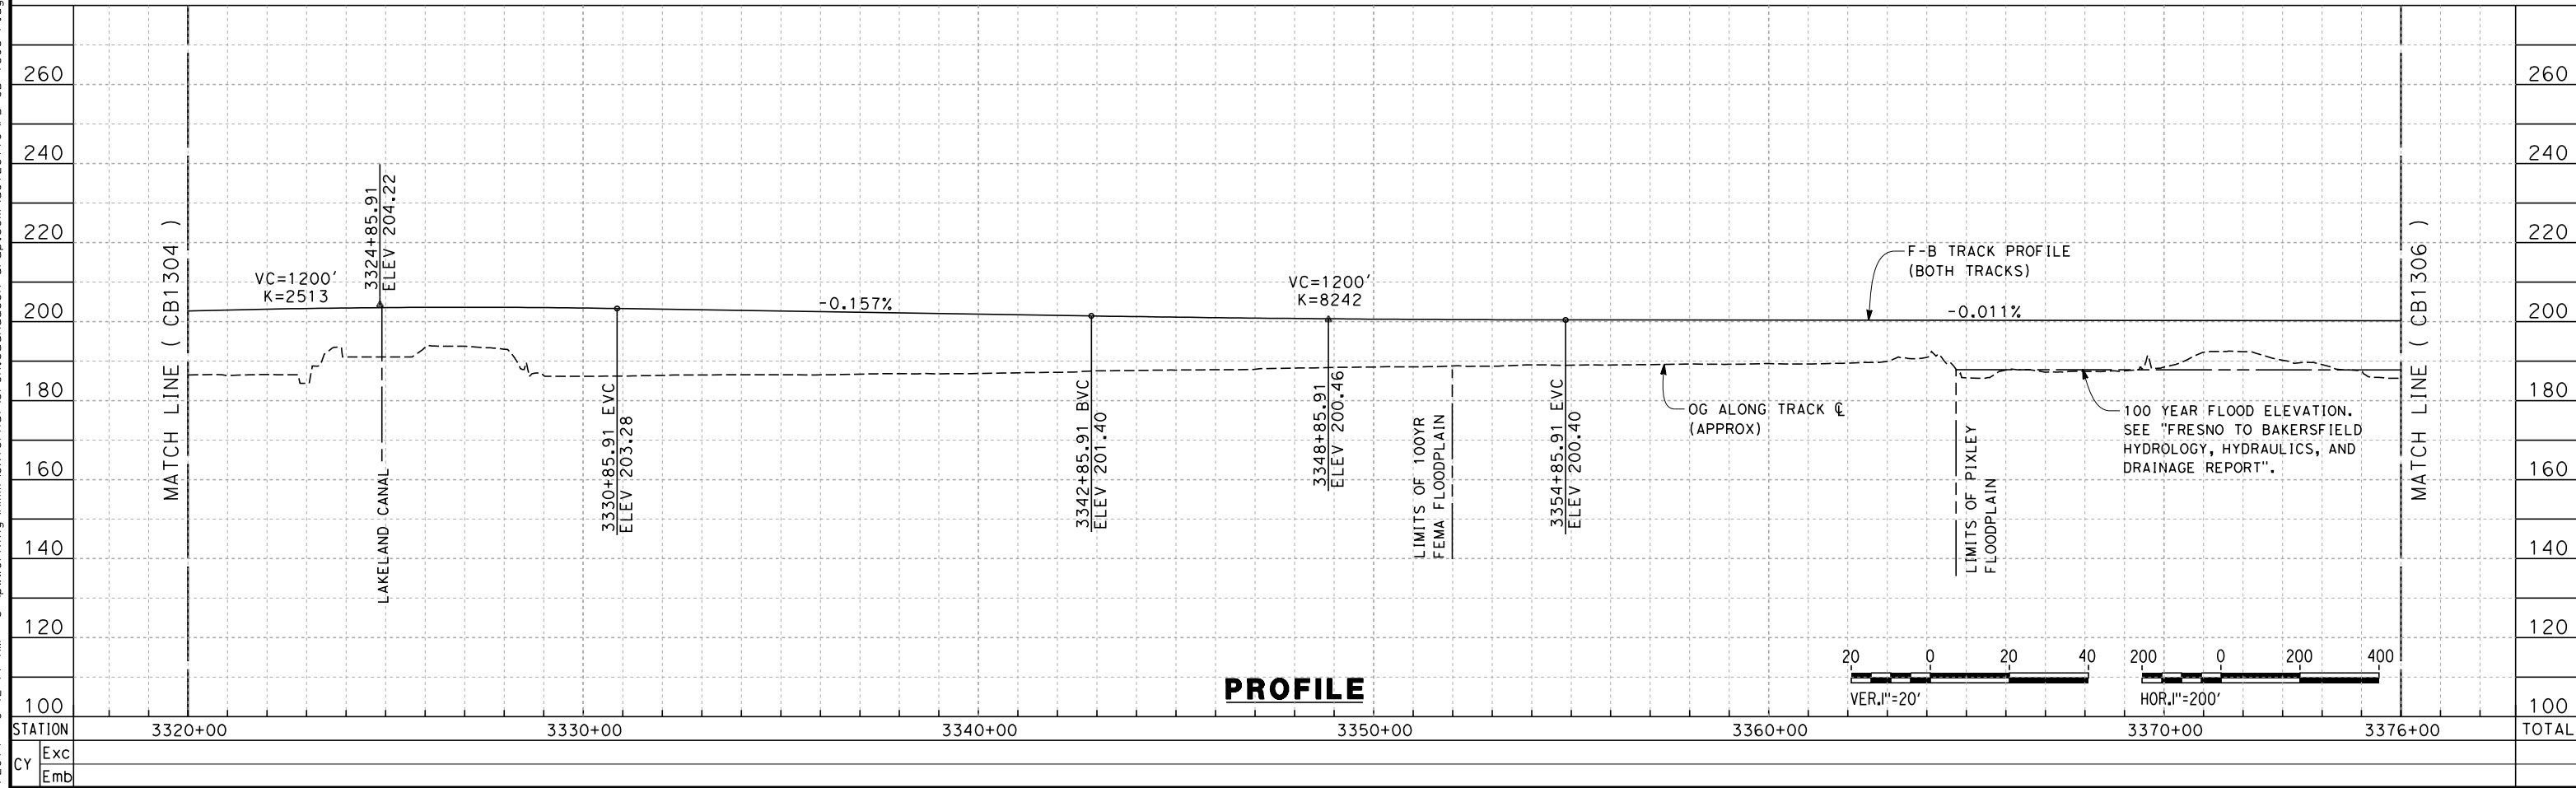 260
240
220
200
180
160
140
120
100
MATCH LINE ( CB1304 )
VC=1200'
K=2513
3324+85.91
ELEV 204.22
LAKELAND CANAL
3330+85.91 EVC
ELEV 203.28
-0.157%
3342+85.91 BVC
ELEV 201.40
VC=1200'
K=8242
3348+85.91
ELEV 200.46
LIMITS OF 100YR
FEMA FLOODPLAIN
3354+85.91 EVC
ELEV 200.40
OG ALONG TRACK ℄
(APPROX)
F-B TRACK PROFILE
(BOTH TRACKS)
-0.011%
LIMITS OF PIXLEY
FLOODPLAIN
100 YEAR FLOOD ELEVATION.
SEE "FRESNO TO BAKERSFIELD
HYDROLOGY, HYDRAULICS, AND
DRAINAGE REPORT".
MATCH LINE ( CB1306 )
260
240
220
200
180
160
140
120
100
PROFILE
20 0 20 40
VER.1"=20'
200 0 200 400
HOR.1"=200'
STATION 3320+00 3330+00 3340+00 3350+00 3360+00 3370+00 3376+00 TOTAL
CY
Exc
Emb